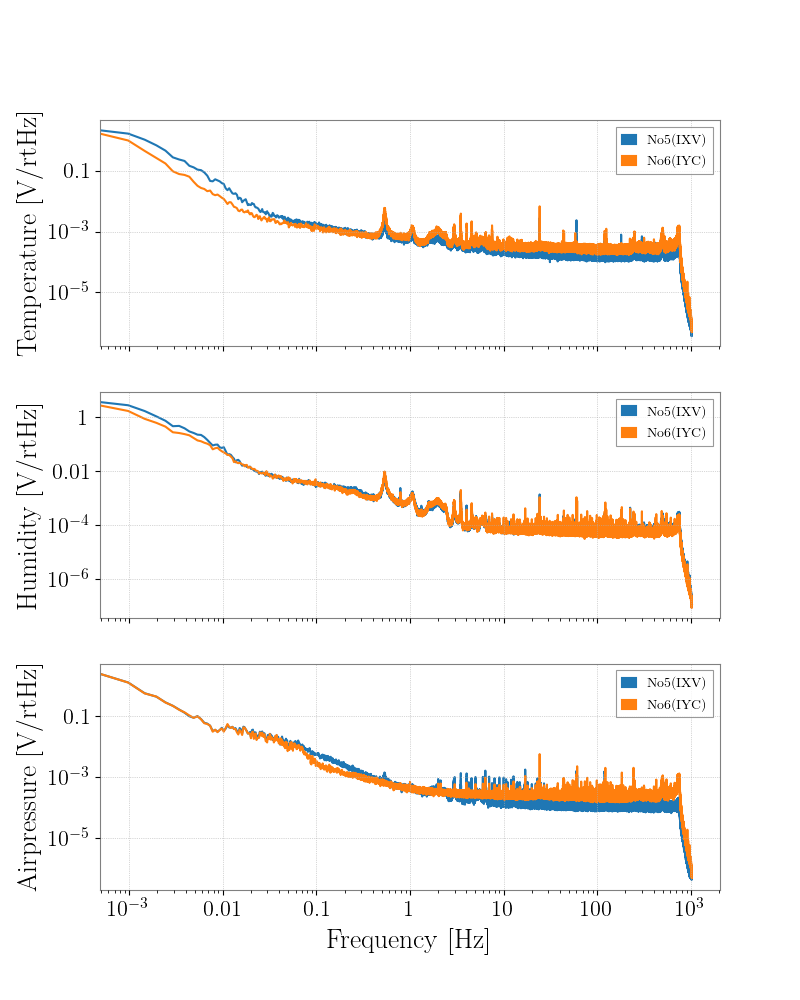 Temperature [V/rtHz]
0.1
10⁻³
10⁻⁵
No5(IXV)
No6(IYC)
Humidity [V/rtHz]
1
0.01
10⁻⁴
10⁻⁶
No5(IXV)
No6(IYC)
Airpressure [V/rtHz]
0.1
10⁻³
10⁻⁵
No5(IXV)
No6(IYC)
10⁻³ 0.01 0.1 1 10 100 10³
Frequency [Hz]